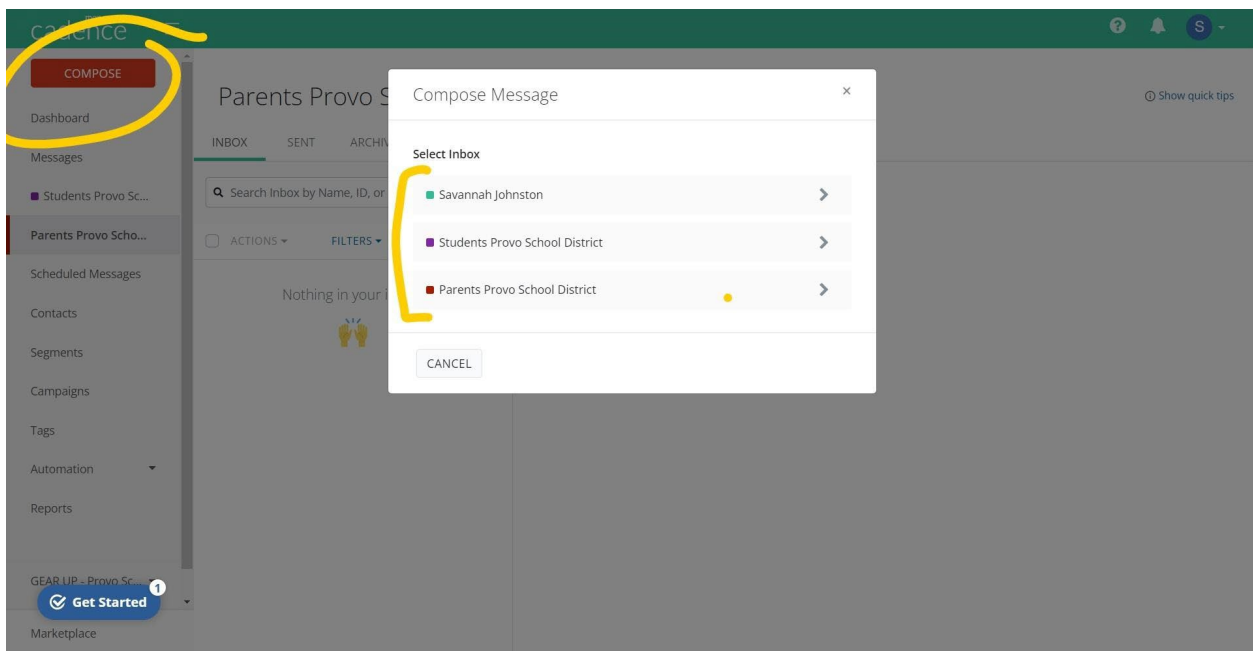 cadence
S
COMPOSE
Dashboard
Messages
Students Provo Sc...
Parents Provo Scho...
Scheduled Messages
Contacts
Segments
Campaigns
Tags
Automation
Reports
GEAR UP - Provo Sc...
1
Get Started
Marketplace
Parents Provo S
Show quick tips
INBOX SENT ARCHIV
Search Inbox by Name, ID, or
ACTIONS FILTERS
Nothing in your i
Compose Message ×
Select Inbox
Savannah Johnston
Students Provo School District
Parents Provo School District
CANCEL